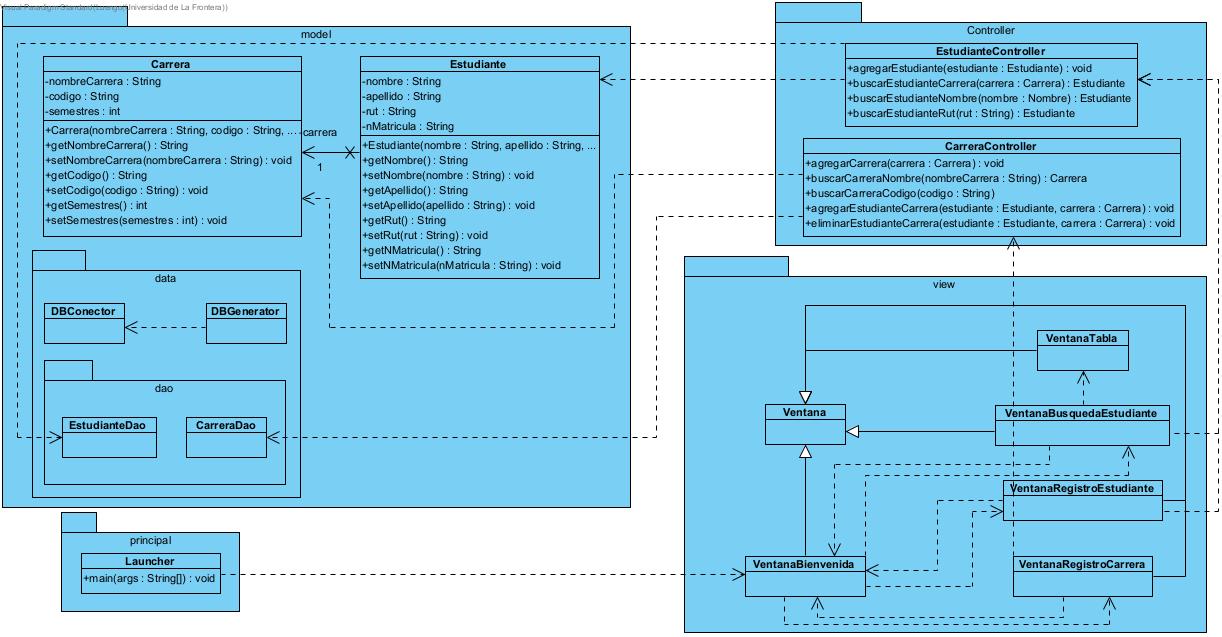 Visual Paradigm Standard(Luengo(Universidad de La Frontera))
model
Carrera
-nombreCarrera : String
-codigo : String
-semestres : int
+Carrera(nombreCarrera : String, codigo : String, ...
+getNombreCarrera() : String
+setNombreCarrera(nombreCarrera : String) : void
+getCodigo() : String
+setCodigo(codigo : String) : void
+getSemestres() : int
+setSemestres(semestres : int) : void
-carrera
1
Estudiante
-nombre : String
-apellido : String
-rut : String
-nMatricula : String
+Estudiante(nombre : String, apellido : String, ...
+getNombre() : String
+setNombre(nombre : String) : void
+getApellido() : String
+setApellido(apellido : String) : void
+getRut() : String
+setRut(rut : String) : void
+getNMatricula() : String
+setNMatricula(nMatricula : String) : void
data
DBConector
DBGenerator
dao
EstudianteDao
CarreraDao
principal
Launcher
+main(args : String[]) : void
Controller
EstudianteController
+agregarEstudiante(estudiante : Estudiante) : void
+buscarEstudianteCarrera(carrera : Carrera) : Estudiante
+buscarEstudianteNombre(nombre : Nombre) : Estudiante
+buscarEstudianteRut(rut : String) : Estudiante
CarreraController
+agregarCarrera(carrera : Carrera) : void
+buscarCarreraNombre(nombreCarrera : String) : Carrera
+buscarCarreraCodigo(codigo : String)
+agregarEstudianteCarrera(estudiante : Estudiante, carrera : Carrera) : void
+eliminarEstudianteCarrera(estudiante : Estudiante, carrera : Carrera) : void
view
VentanaTabla
Ventana
VentanaBusquedaEstudiante
VentanaRegistroEstudiante
VentanaBienvenida
VentanaRegistroCarrera